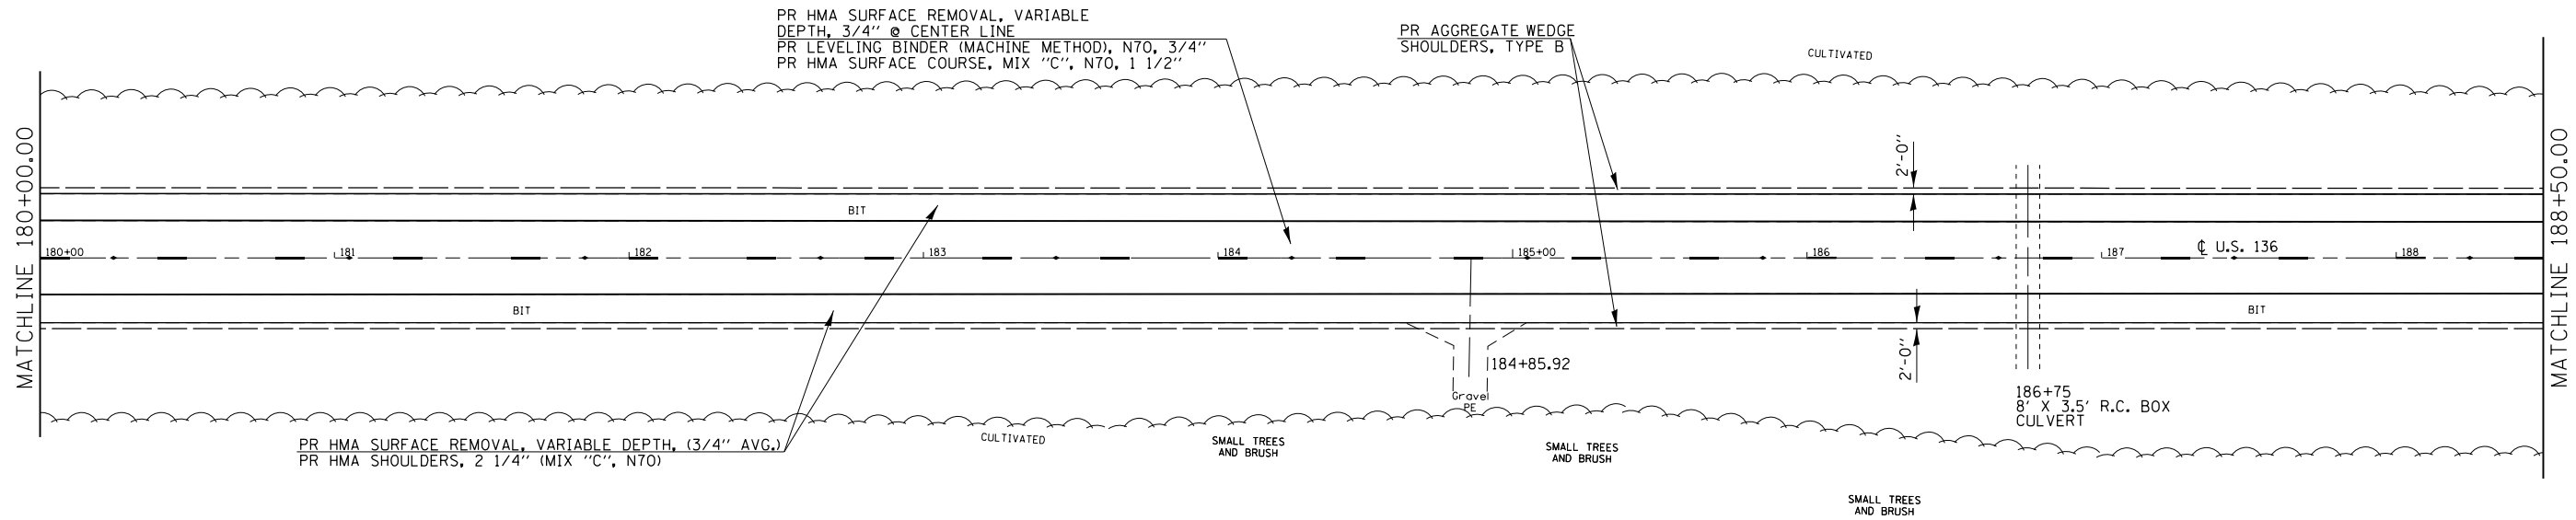 PR HMA SURFACE REMOVAL, VARIABLE
DEPTH, 3/4" @ CENTER LINE
PR LEVELING BINDER (MACHINE METHOD), N70, 3/4"
PR HMA SURFACE COURSE, MIX "C", N70, 1 1/2"
PR AGGREGATE WEDGE
SHOULDERS, TYPE B
CULTIVATED
MATCHLINE 180+00.00
2'-0"
MATCHLINE 188+50.00
BIT
180+00
181
182
183
184
185+00
186
187
℄ U.S. 136
188
BIT
BIT
2'-0"
184+85.92
Gravel
PE
186+75
8' X 3.5' R.C. BOX
CULVERT
PR HMA SURFACE REMOVAL, VARIABLE DEPTH, (3/4" AVG.)
PR HMA SHOULDERS, 2 1/4" (MIX "C", N70)
CULTIVATED
SMALL TREES
AND BRUSH
SMALL TREES
AND BRUSH
SMALL TREES
AND BRUSH